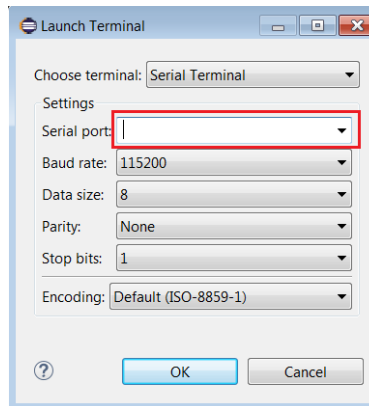 Launch Terminal
Choose terminal: Serial Terminal
Settings
Serial port:
Baud rate: 115200
Data size: 8
Parity: None
Stop bits: 1
Encoding: Default (ISO-8859-1)
? OK Cancel